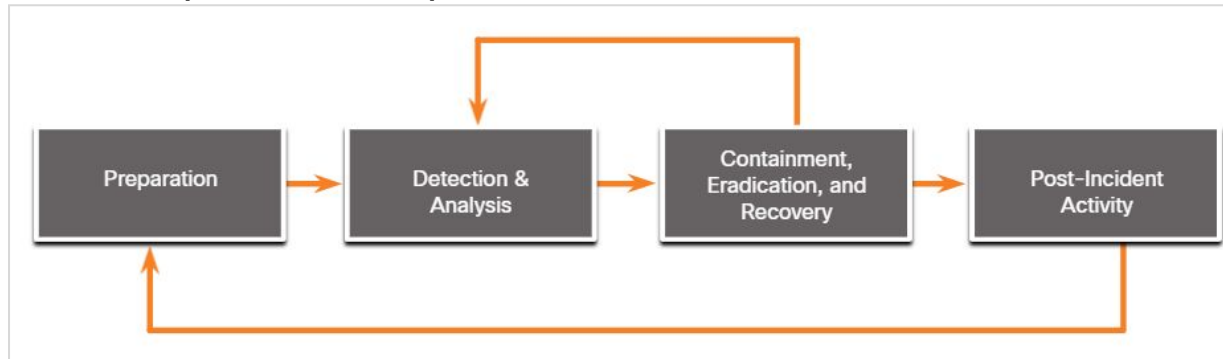 Preparation
Detection &
Analysis
Containment,
Eradication, and
Recovery
Post-Incident
Activity